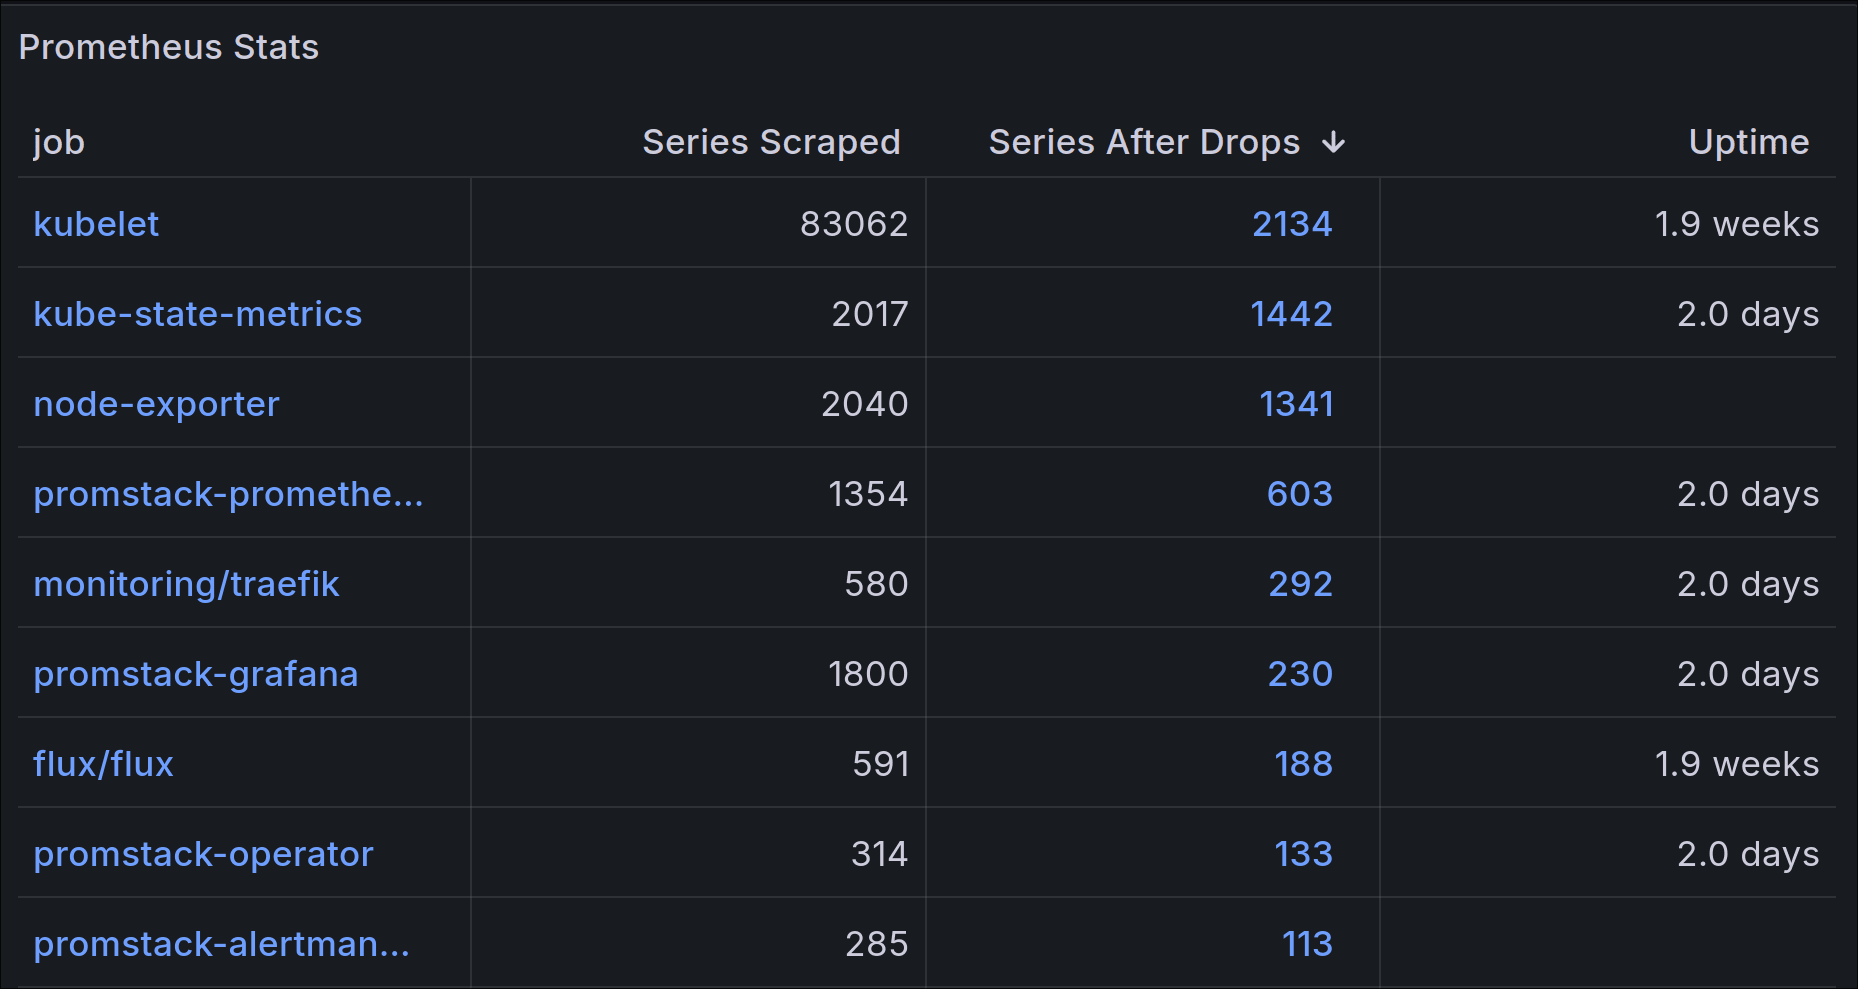 Prometheus Stats
job Series Scraped Series After Drops ↓ Uptime
kubelet 83062 2134 1.9 weeks
kube-state-metrics 2017 1442 2.0 days
node-exporter 2040 1341
promstack-promethe... 1354 603 2.0 days
monitoring/traefik 580 292 2.0 days
promstack-grafana 1800 230 2.0 days
flux/flux 591 188 1.9 weeks
promstack-operator 314 133 2.0 days
promstack-alertman... 285 113